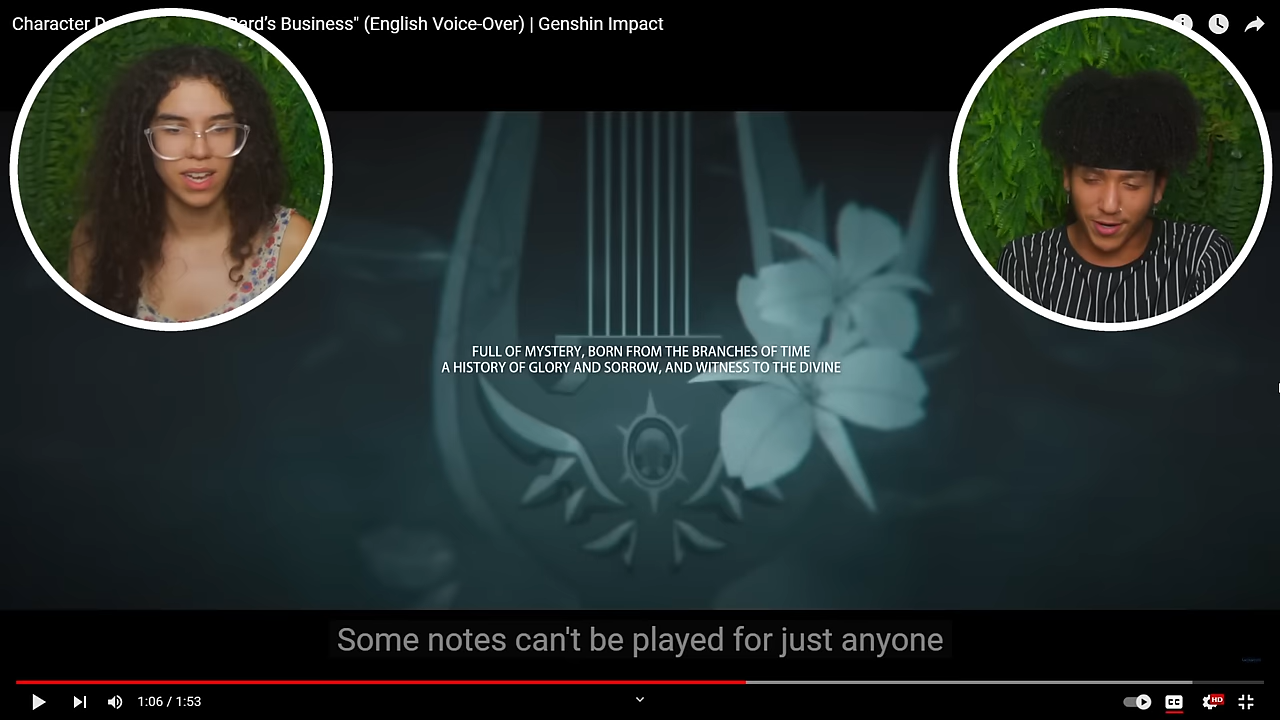 Character D
Bard’s Business" (English Voice-Over) | Genshin Impact
FULL OF MYSTERY, BORN FROM THE BRANCHES OF TIME
A HISTORY OF GLORY AND SORROW, AND WITNESS TO THE DIVINE
Some notes can't be played for just anyone
1:06 / 1:53
CC
HD